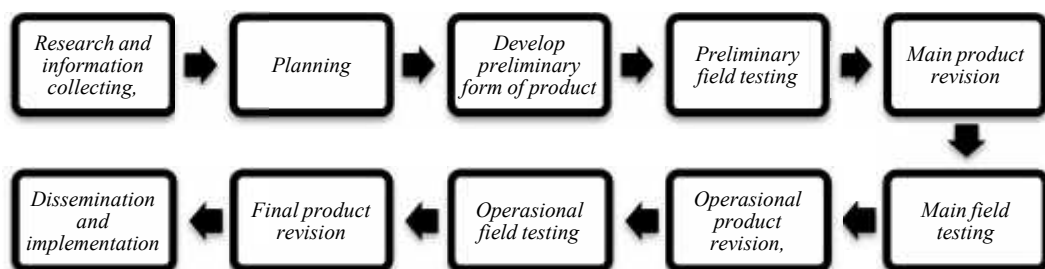 Research and
information
collecting,
Planning
Develop
preliminary
form of product
Preliminary
field testing
Main product
revision
Main field
testing
Operasional
product
revision,
Operasional
field testing
Final product
revision
Dissemination
and
implementation